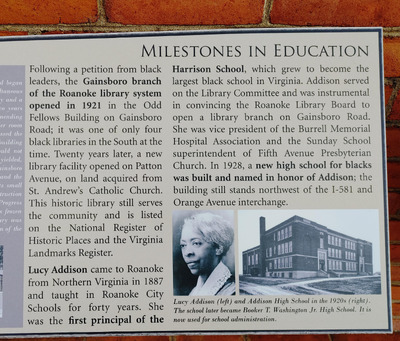 MILESTONES IN EDUCATION
Following a petition from black
leaders, the Gainsboro branch
of the Roanoke library system
opened in 1921 in the Odd
Fellows Building on Gainsboro
Road; it was one of only four
black libraries in the South at the
time. Twenty years later, a new
library facility opened on Patton
Avenue, on land acquired from
St. Andrew's Catholic Church.
This historic library still serves
the community and is listed
on the National Register of
Historic Places and the Virginia
Landmarks Register.
Lucy Addison came to Roanoke
from Northern Virginia in 1887
and taught in Roanoke City
Schools for forty years. She
was the first principal of the
Harrison School, which grew to become the
largest black school in Virginia. Addison served
on the Library Committee and was instrumental
in convincing the Roanoke Library Board to
open a library branch on Gainsboro Road.
She was vice president of the Burrell Memorial
Hospital Association and the Sunday School
superintendent of Fifth Avenue Presbyterian
Church. In 1928, a new high school for blacks
was built and named in honor of Addison; the
building still stands northwest of the I-581 and
Orange Avenue interchange.
Lucy Addison (left) and Addison High School in the 1920s (right).
The school later became Booker T. Washington Jr. High School. It is
now used for school administration.